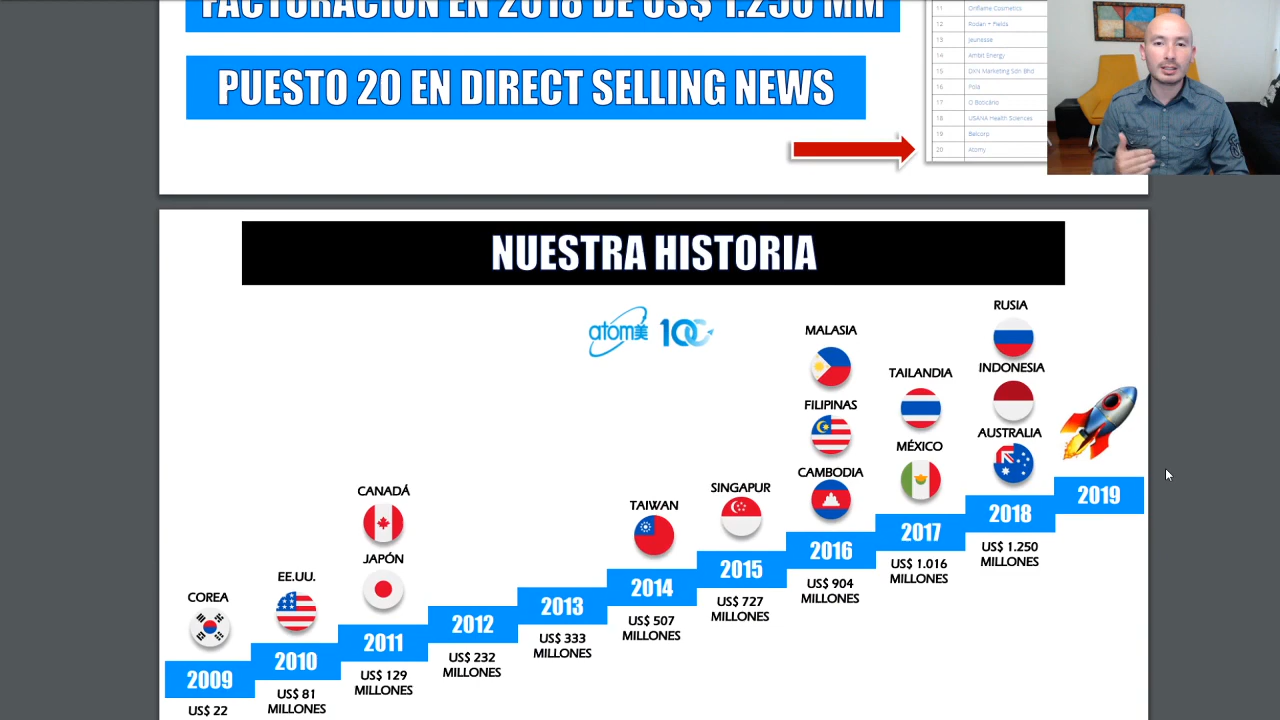 FACTURACIÓN EN 2018 DE US$ 1.250 MM
PUESTO 20 EN DIRECT SELLING NEWS
11 Oriflame Cosmetics
12 Rodan + Fields
13 Jeunesse
14 Ambit Energy
15 DXN Marketing Sdn Bhd
16 Pola
17 O Boticário
18 USANA Health Sciences
19 Belcorp
20 Atomy
NUESTRA HISTORIA
atom美 100
RUSIA
MALASIA
INDONESIA
TAILANDIA
FILIPINAS
AUSTRALIA
MÉXICO
CAMBODIA
SINGAPUR
CANADÁ
TAIWAN
JAPÓN
EE.UU.
COREA
2009
US$ 22
2010
US$ 81
MILLONES
2011
US$ 129
MILLONES
2012
US$ 232
MILLONES
2013
US$ 333
MILLONES
2014
US$ 507
MILLONES
2015
US$ 727
MILLONES
2016
US$ 904
MILLONES
2017
US$ 1.016
MILLONES
2018
US$ 1.250
MILLONES
2019